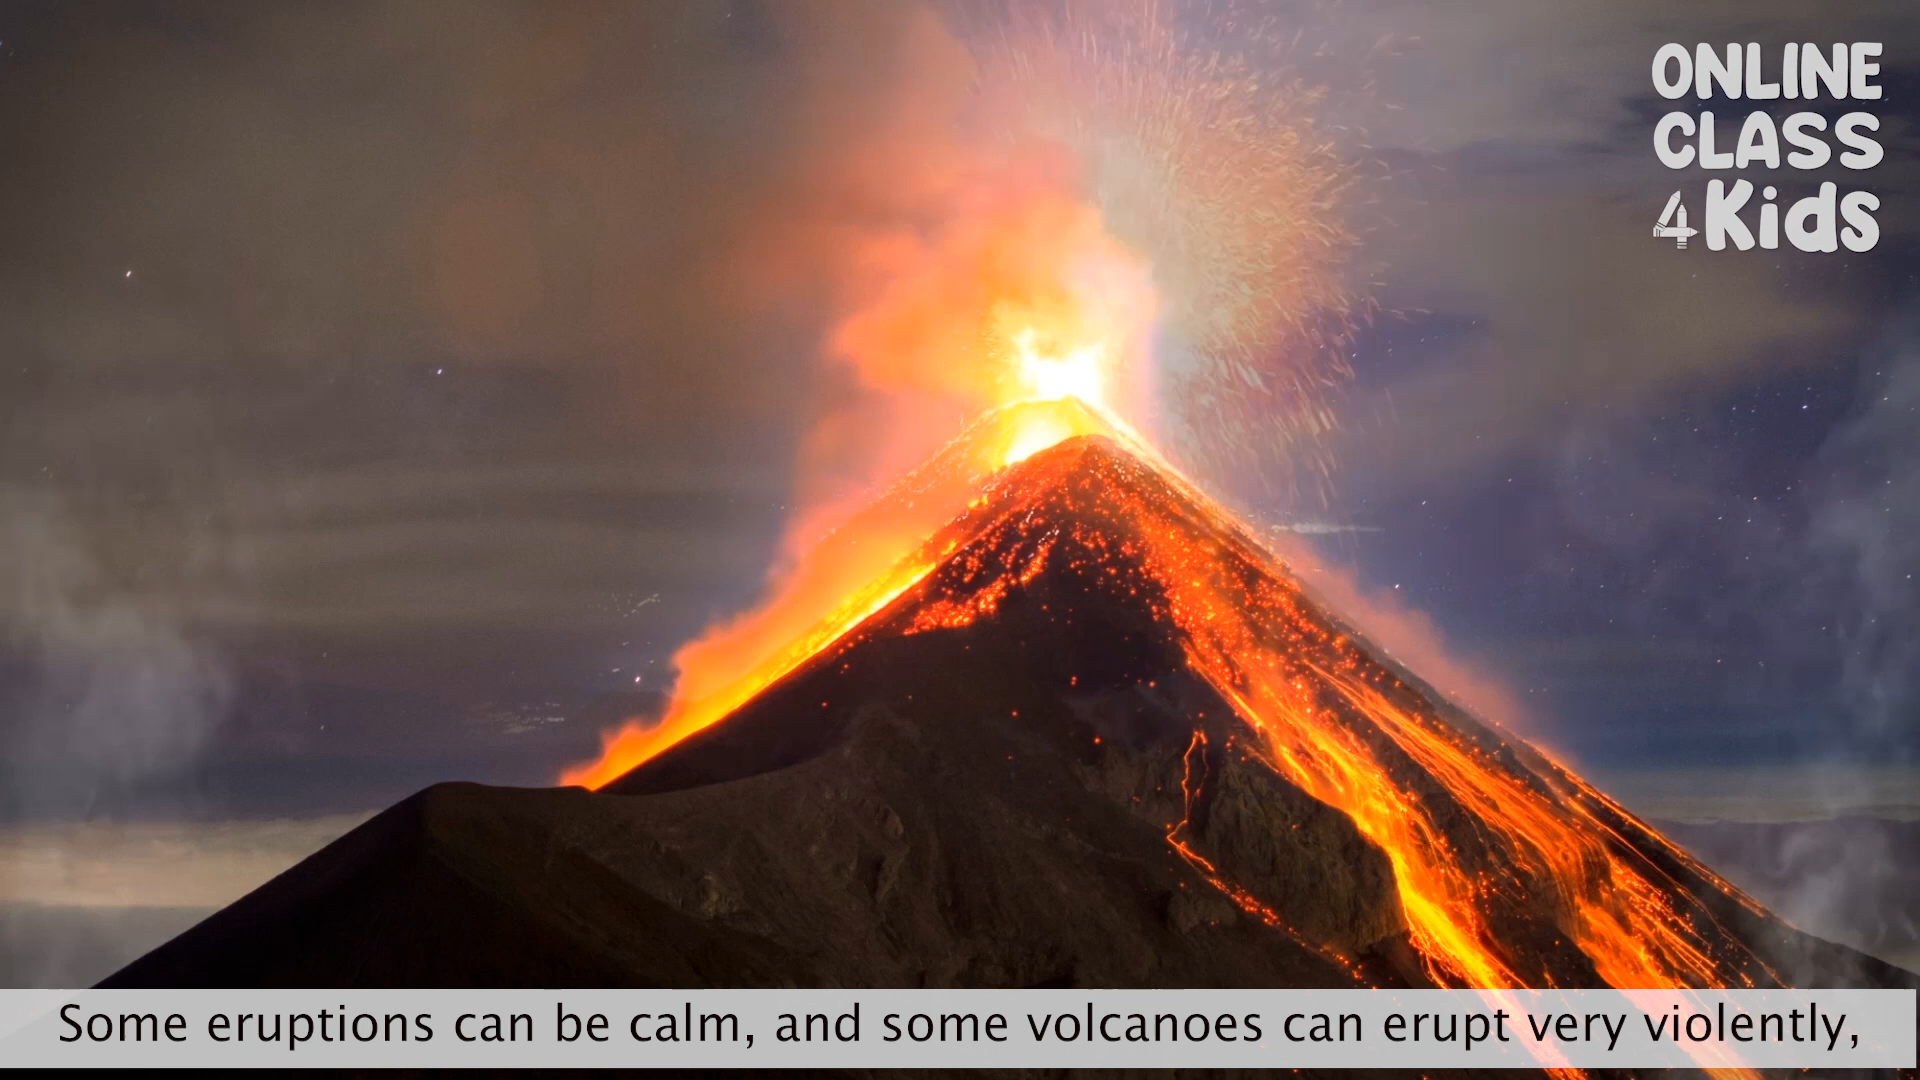 ONLINE
CLASS
4Kids
Some eruptions can be calm, and some volcanoes can erupt very violently,